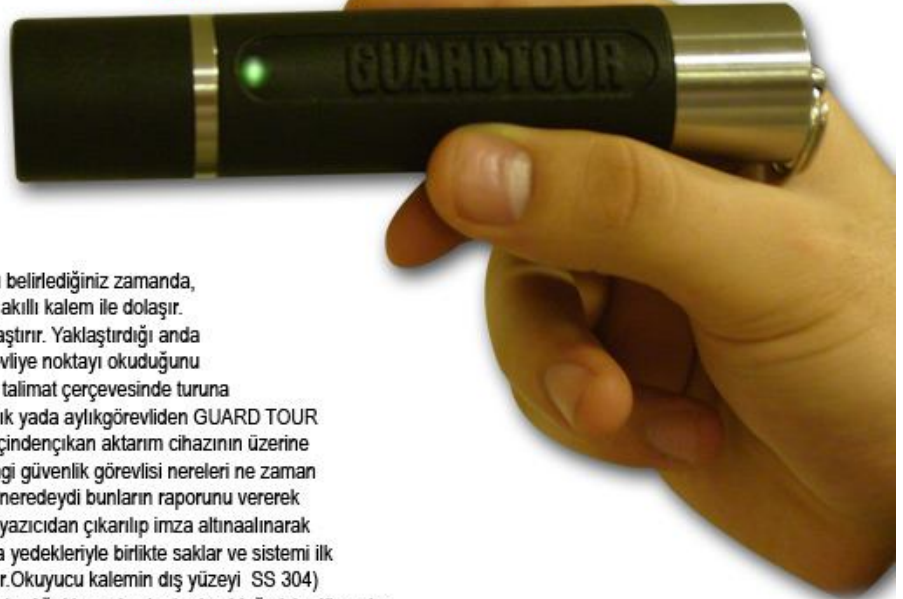 GUARDTOUR
belirlediğiniz zamanda,
akıllı kalem ile dolaşır.
aştırır. Yaklaştırdığı anda
vliye noktayı okuduğunu
talimat çerçevesinde turuna
ık yada aylıkgörevliden GUARD TOUR
çindençıkan aktarım cihazının üzerine
gi güvenlik görevlisi nereleri ne zaman
neredeydi bunların raporunu vererek
yazıcıdan çıkarılıp imza altınaalınarak
a yedekleriyle birlikte saklar ve sistemi ilk
r.Okuyucu kalemin dış yüzeyi SS 304)